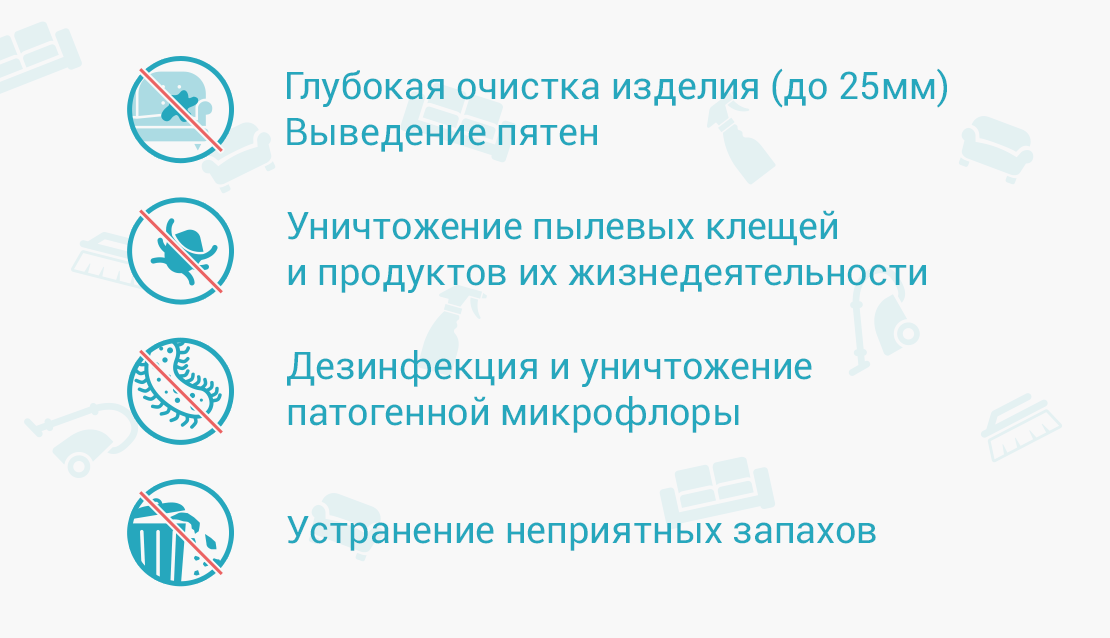 Глубокая очистка изделия (до 25мм)
Выведение пятен
Уничтожение пылевых клещей
и продуктов их жизнедеятельности
Дезинфекция и уничтожение
патогенной микрофлоры
Устранение неприятных запахов